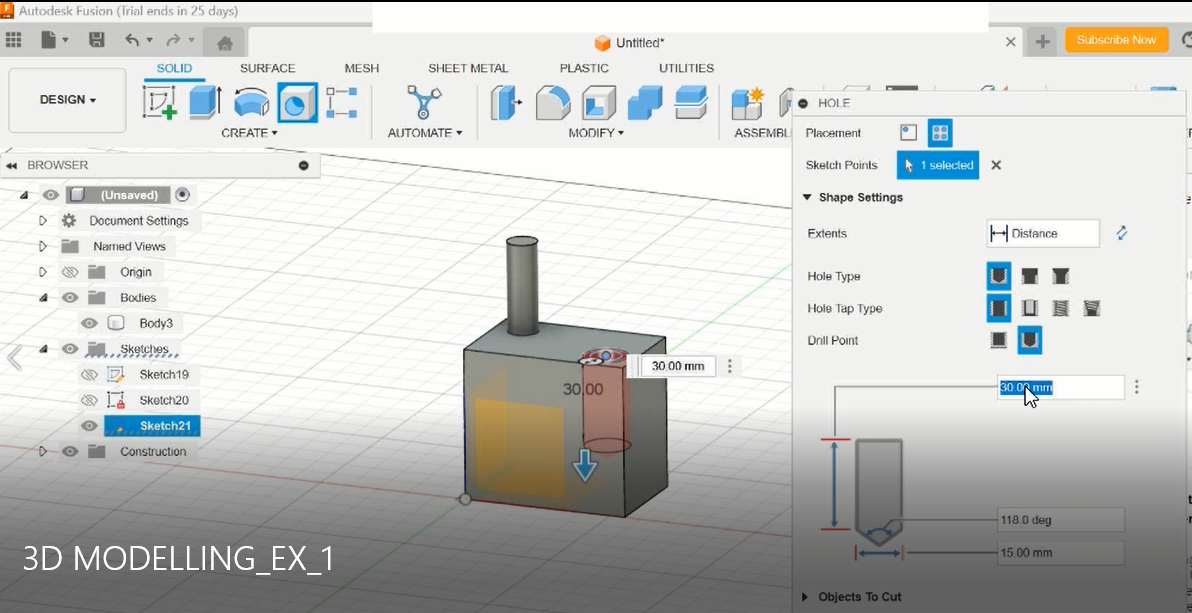 Autodesk Fusion (Trial ends in 25 days)
Untitled*
Subscribe Now
SOLID SURFACE MESH SHEET METAL PLASTIC UTILITIES
DESIGN
CREATE AUTOMATE MODIFY ASSEMBL
HOLE
Placement
BROWSER
Sketch Points 1 selected
(Unsaved)
Shape Settings
Document Settings
Extents Distance
Named Views
Origin
Hole Type
Bodies
Hole Tap Type
Body3
Drill Point
Sketches
30.00 mm
Sketch19
30.00
30.00 mm
Sketch20
Sketch21
Construction
118.0 deg
15.00 mm
3D MODELLING_EX_1
Objects To Cut